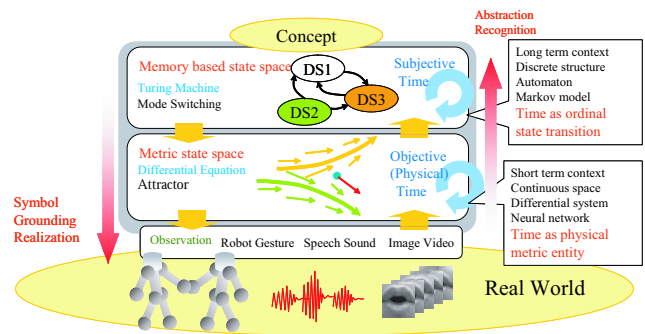 Concept
Abstraction
Recognition
Memory based state space
Turing Machine
Mode Switching
DS1
DS2
DS3
Subjective
Time
Long term context
Discrete structure
Automaton
Markov model
Time as ordinal
state transition
Metric state space
Differential Equation
Attractor
Objective
(Physical)
Time
Short term context
Continuous space
Differential system
Neural network
Time as physical
metric entity
Symbol
Grounding
Realization
Observation Robot Gesture Speech Sound Image Video
Real World